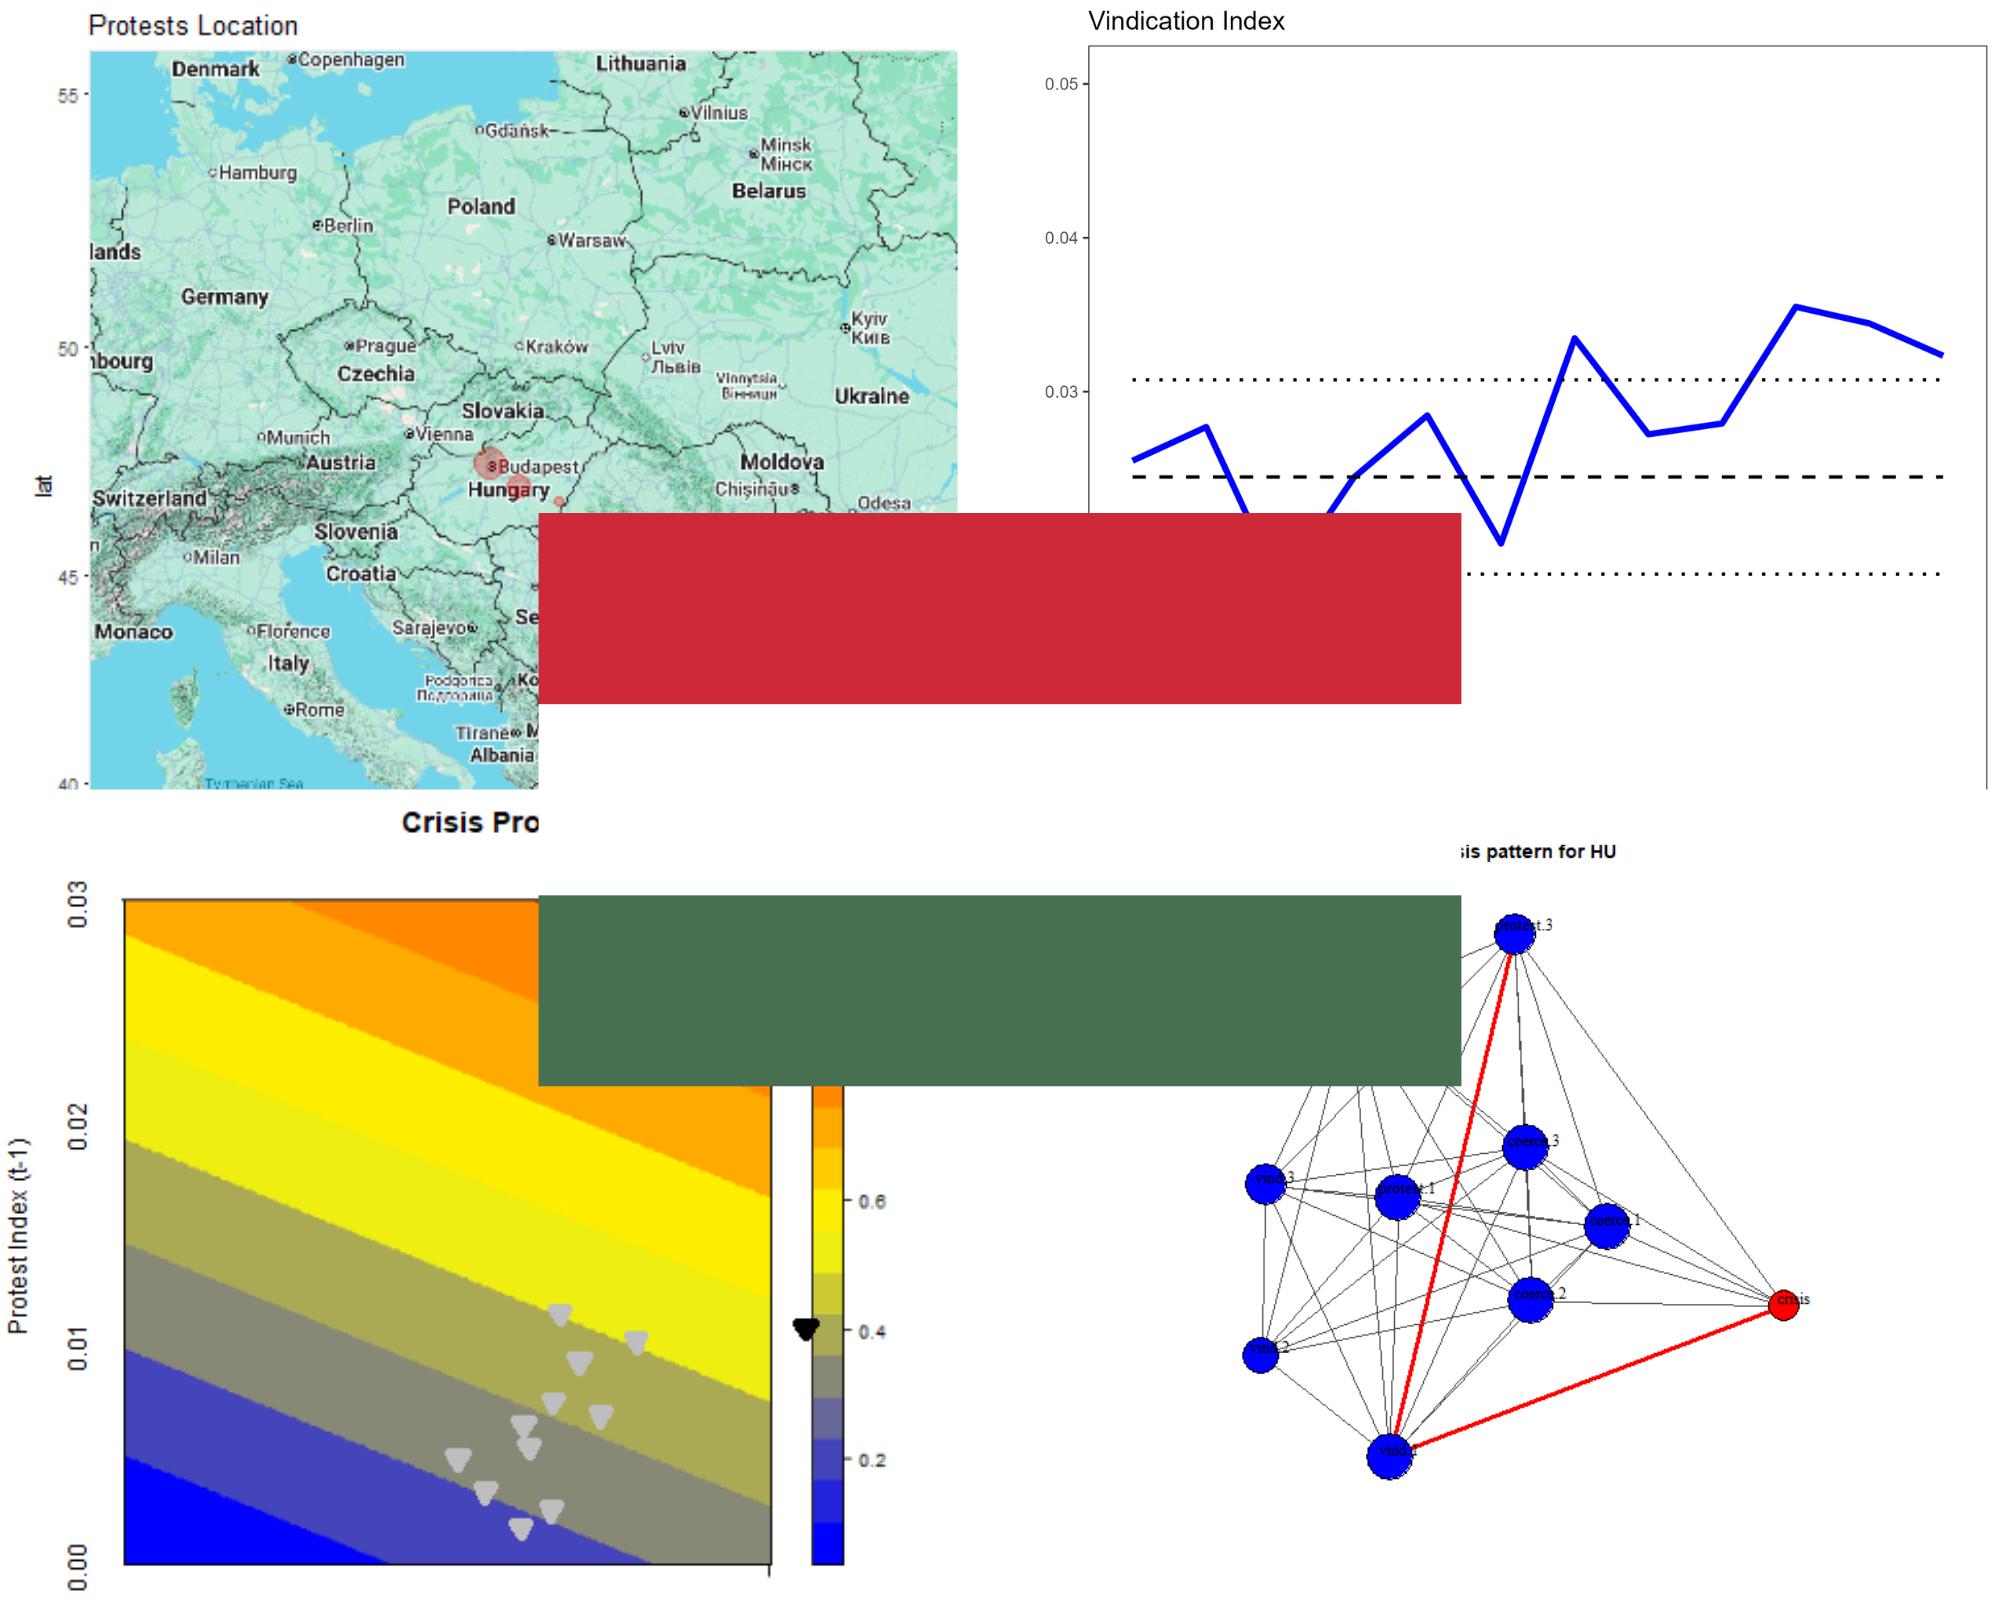 Protests Location
Vindication Index
Denmark
Copenhagen
Lithuania
55
Vilnius
Gdańsk
Minsk
Мінск
Hamburg
Belarus
Poland
Berlin
Warsaw
lands
Germany
Kyiv
Київ
50
Prague
Kraków
Lviv
Львів
nbourg
Czechia
Vinnytsia
Вінниця
Ukraine
Slovakia
Munich
Vienna
Austria
Budapest
Moldova
lat
Hungary
Chișinău
Switzerland
Odesa
Slovenia
Milan
45
Croatia
Se
Monaco
Florence
Sarajevo
Italy
Podgorica
Подгорица
Ko
Rome
Tiranë
M
Albania
40
Tyrrhenian Sea
0.05
0.04
0.03
Crisis Pro
Protest Index (t-1)
0.03
0.02
0.01
0.00
0.6
0.4
0.2
sis pattern for HU
protest.3
coerce.3
vind.3
protest.1
coerce.1
coerce.2
crisis
vind.2
vind.1